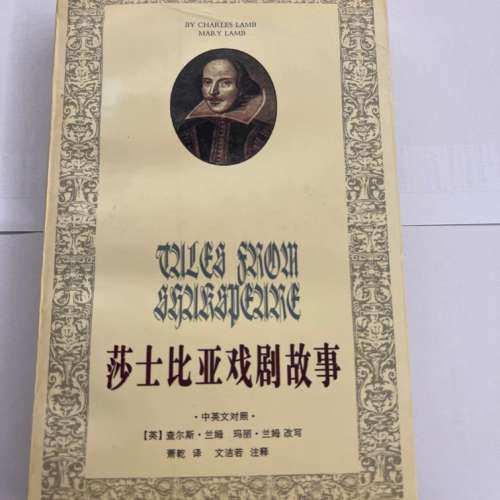 BY CHARLES LAMB
MARY LAMB
TALES FROM
SHAKSPEARE
莎士比亚戏剧故事
·中英文对照·
【英】查尔斯·兰姆 玛丽·兰姆 改写
萧乾 译 文洁若 注释